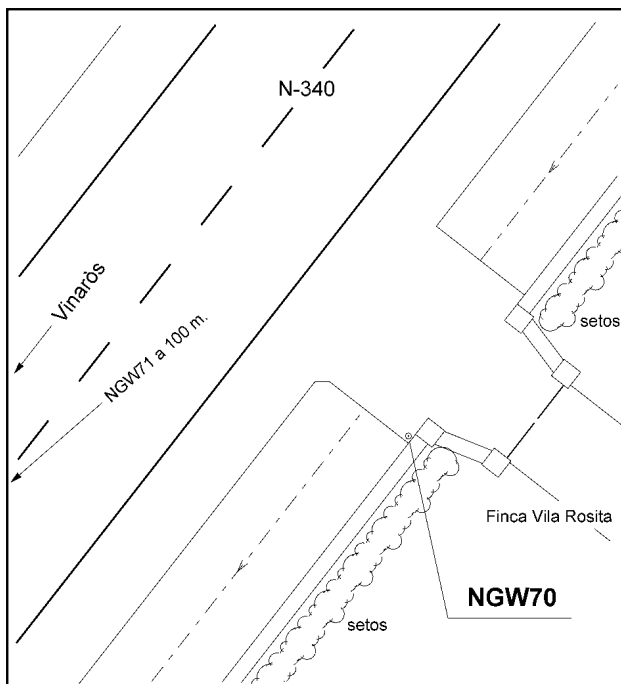 N-340
Vinaròs
NGW71 a 100 m.
setos
Finca Vila Rosita
NGW70
setos